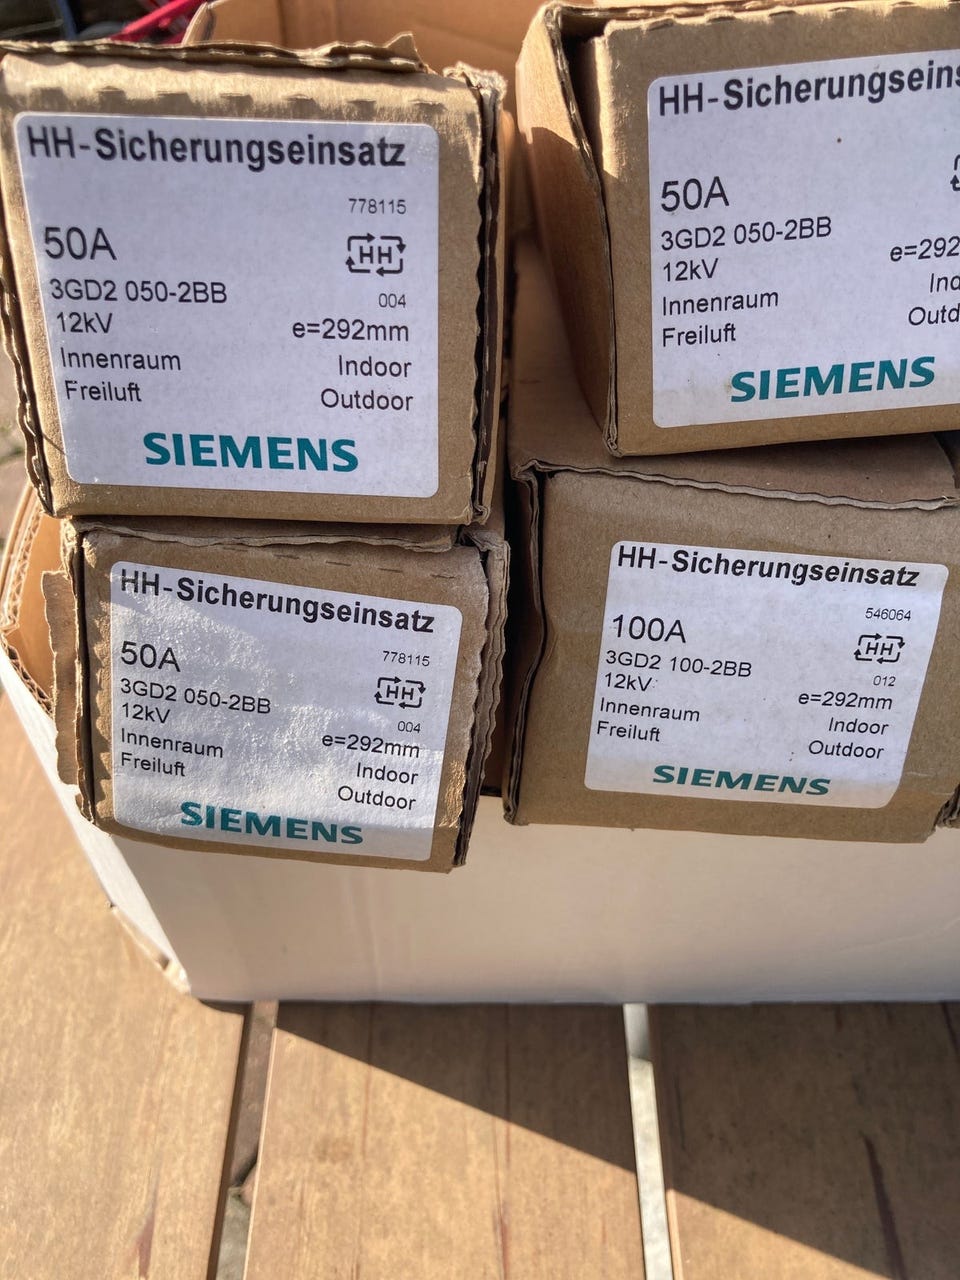 HH-Sicherungseinsatz
778115
50A
HH
3GD2 050-2BB
004
12kV
e=292mm
Innenraum
Indoor
Freiluft
Outdoor
SIEMENS
HH-Sicherungseins
50A
3GD2 050-2BB
e=292
12kV
Ind
Innenraum
Outd
Freiluft
SIEMENS
HH-Sicherungseinsatz
778115
50A
HH
3GD2 050-2BB
004
12kV
e=292mm
Innenraum
Indoor
Freiluft
Outdoor
SIEMENS
HH-Sicherungseinsatz
546064
100A
HH
3GD2 100-2BB
012
12kV
e=292mm
Innenraum
Indoor
Freiluft
Outdoor
SIEMENS